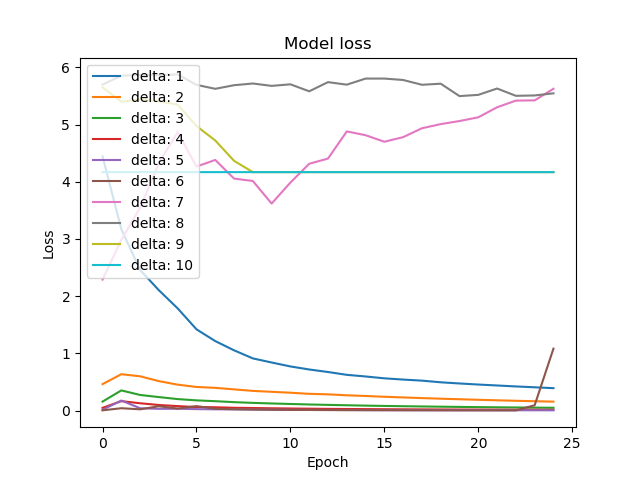 Model loss
6
5
4
3
2
1
0
Loss
delta: 1
delta: 2
delta: 3
delta: 4
delta: 5
delta: 6
delta: 7
delta: 8
delta: 9
delta: 10
0 5 10 15 20 25
Epoch